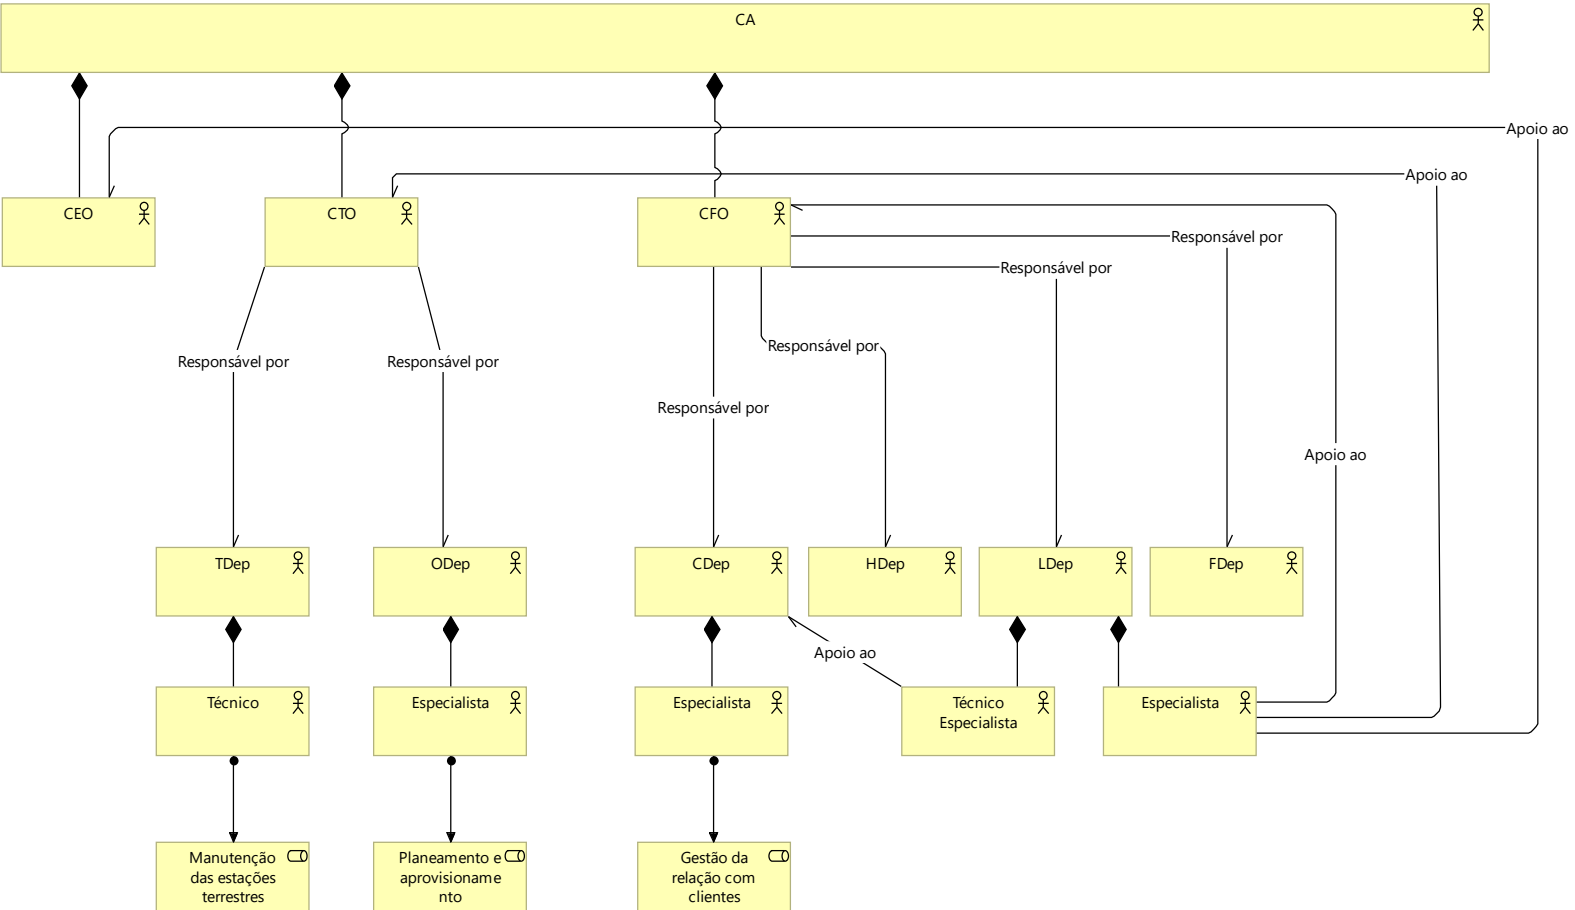 CA
Apoio ao
Apoio ao
CEO
CTO
CFO
Responsável por
Responsável por
Responsável por
Responsável por
Responsável por
Responsável por
Apoio ao
TDep
ODep
CDep
HDep
LDep
FDep
Apoio ao
Técnico
Especialista
Especialista
Técnico
Especialista
Especialista
Manutenção
das estações
terrestres
Planeamento e
aprovisioname
nto
Gestão da
relação com
clientes